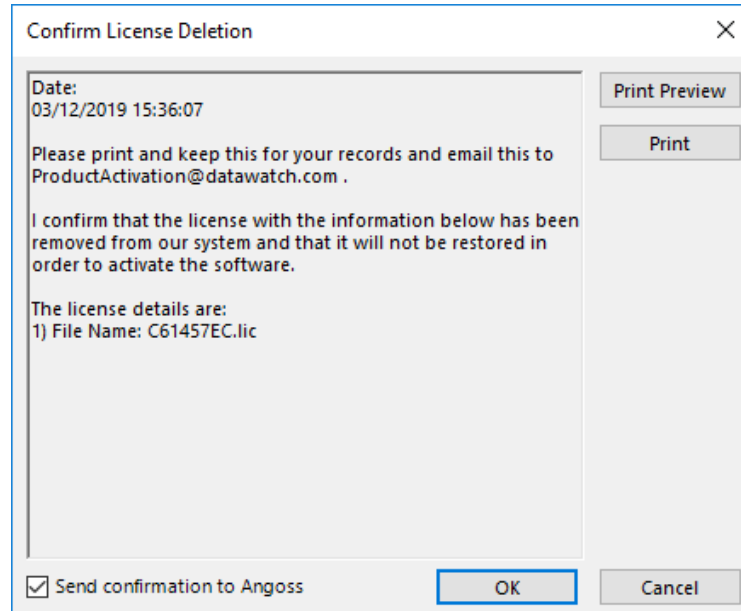 Confirm License Deletion
Date:
03/12/2019 15:36:07
Please print and keep this for your records and email this to
ProductActivation@datawatch.com .
I confirm that the license with the information below has been
removed from our system and that it will not be restored in
order to activate the software.
The license details are:
1) File Name: C61457EC.lic
Print Preview
Print
Send confirmation to Angoss
OK
Cancel